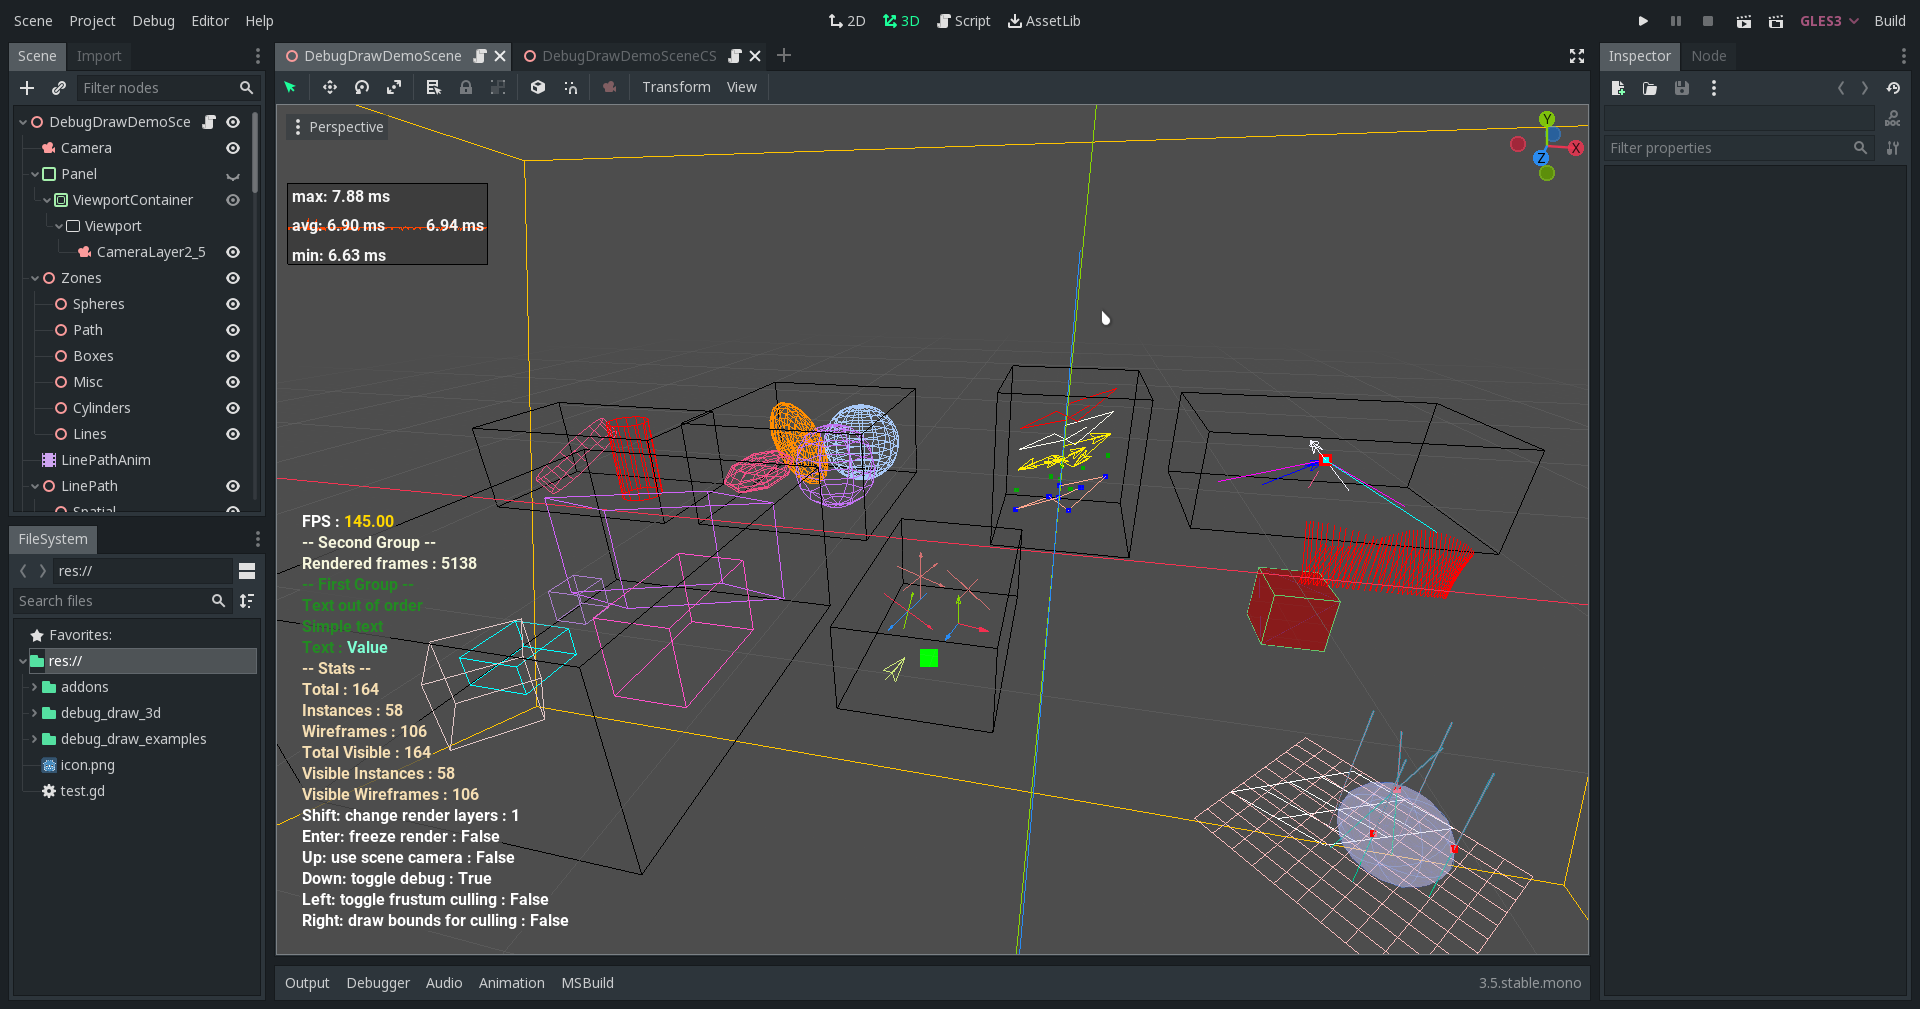 Scene Project Debug Editor Help
2D 3D Script AssetLib
GLES3 Build
Scene Import
Filter nodes
DebugDrawDemoSce
Camera
Panel
ViewportContainer
Viewport
CameraLayer2_5
Zones
Spheres
Path
Boxes
Misc
Cylinders
Lines
LinePathAnim
LinePath
Spatial
FileSystem
res://
Search files
Favorites:
res://
addons
debug_draw_3d
debug_draw_examples
icon.png
test.gd
DebugDrawDemoScene DebugDrawDemoSceneCS
Transform View
Perspective
Y
X
Z
max: 7.88 ms
avg: 6.90 ms 6.94 ms
min: 6.63 ms
FPS : 145.00
-- Second Group --
Rendered frames : 5138
-- First Group --
Text out of order
Simple text
Text : Value
-- Stats --
Total : 164
Instances : 58
Wireframes : 106
Total Visible : 164
Visible Instances : 58
Visible Wireframes : 106
Shift: change render layers : 1
Enter: freeze render : False
Up: use scene camera : False
Down: toggle debug : True
Left: toggle frustum culling : False
Right: draw bounds for culling : False
Output Debugger Audio Animation MSBuild
3.5.stable.mono
Inspector Node
Filter properties